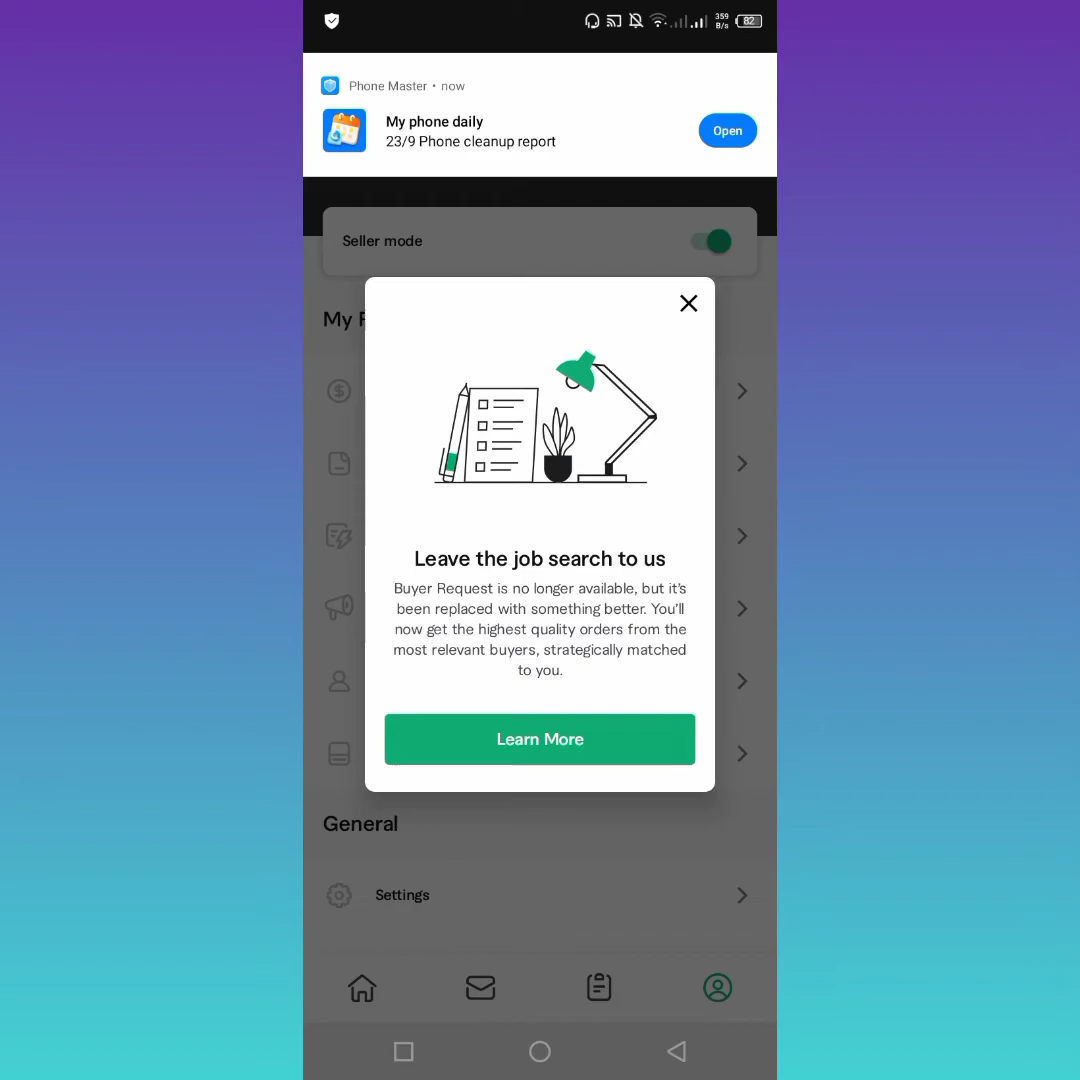 359
B/s
82
Phone Master • now
My phone daily
23/9 Phone cleanup report
Open
Seller mode
My F
Leave the job search to us
Buyer Request is no longer available, but it's
been replaced with something better. You'll
now get the highest quality orders from the
most relevant buyers, strategically matched
to you.
Learn More
General
Settings